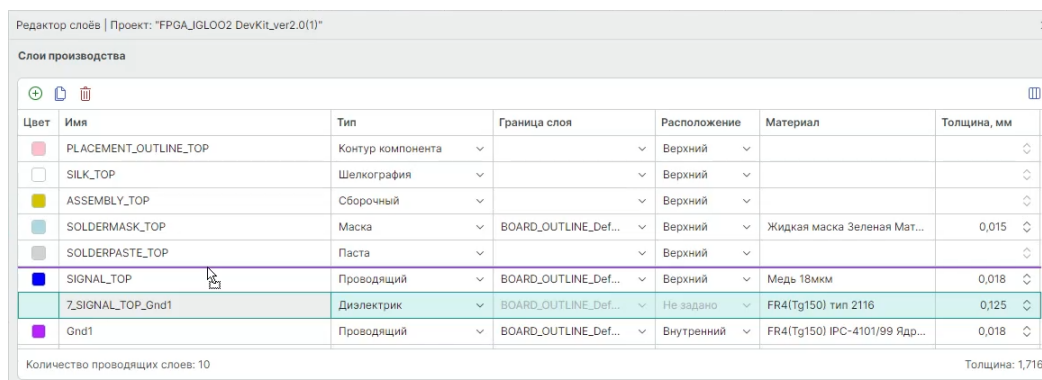 Редактор слоёв | Проект: "FPGA_IGLOO2 DevKit_ver2.0(1)"
Слои производства
Цвет Имя Тип Граница слоя Расположение Материал Толщина, мм
PLACEMENT_OUTLINE_TOP Контур компонента Верхний
SILK_TOP Шелкография Верхний
ASSEMBLY_TOP Сборочный Верхний
SOLDERMASK_TOP Маска BOARD_OUTLINE_Def... Верхний Жидкая маска Зеленая Мат... 0,015
SOLDERPASTE_TOP Паста Верхний
SIGNAL_TOP Проводящий BOARD_OUTLINE_Def... Верхний Медь 18мкм 0,018
7_SIGNAL_TOP_Gnd1 Диэлектрик BOARD_OUTLINE_Def... Не задано FR4(Tg150) тип 2116 0,125
Gnd1 Проводящий BOARD_OUTLINE_Def... Внутренний FR4(Tg150) IPC-4101/99 Ядр... 0,018
Количество проводящих слоев: 10 Толщина: 1,716